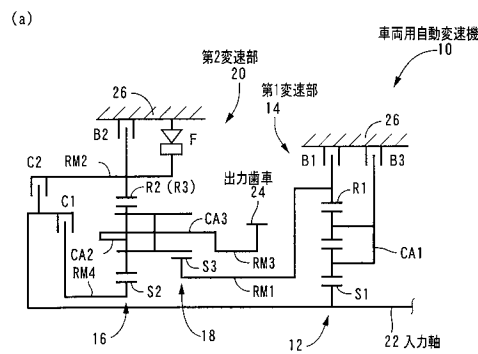 (a)
車両用自動変速機
10
第2変速部
20
第1変速部
14
26
26
B2
F
B1
B3
C2
RM2
R2(R3)
出力歯車
24
R1
C1
CA3
CA2
CA1
RM4
S2
S3
RM3
RM1
S1
16
18
12
22 入力軸